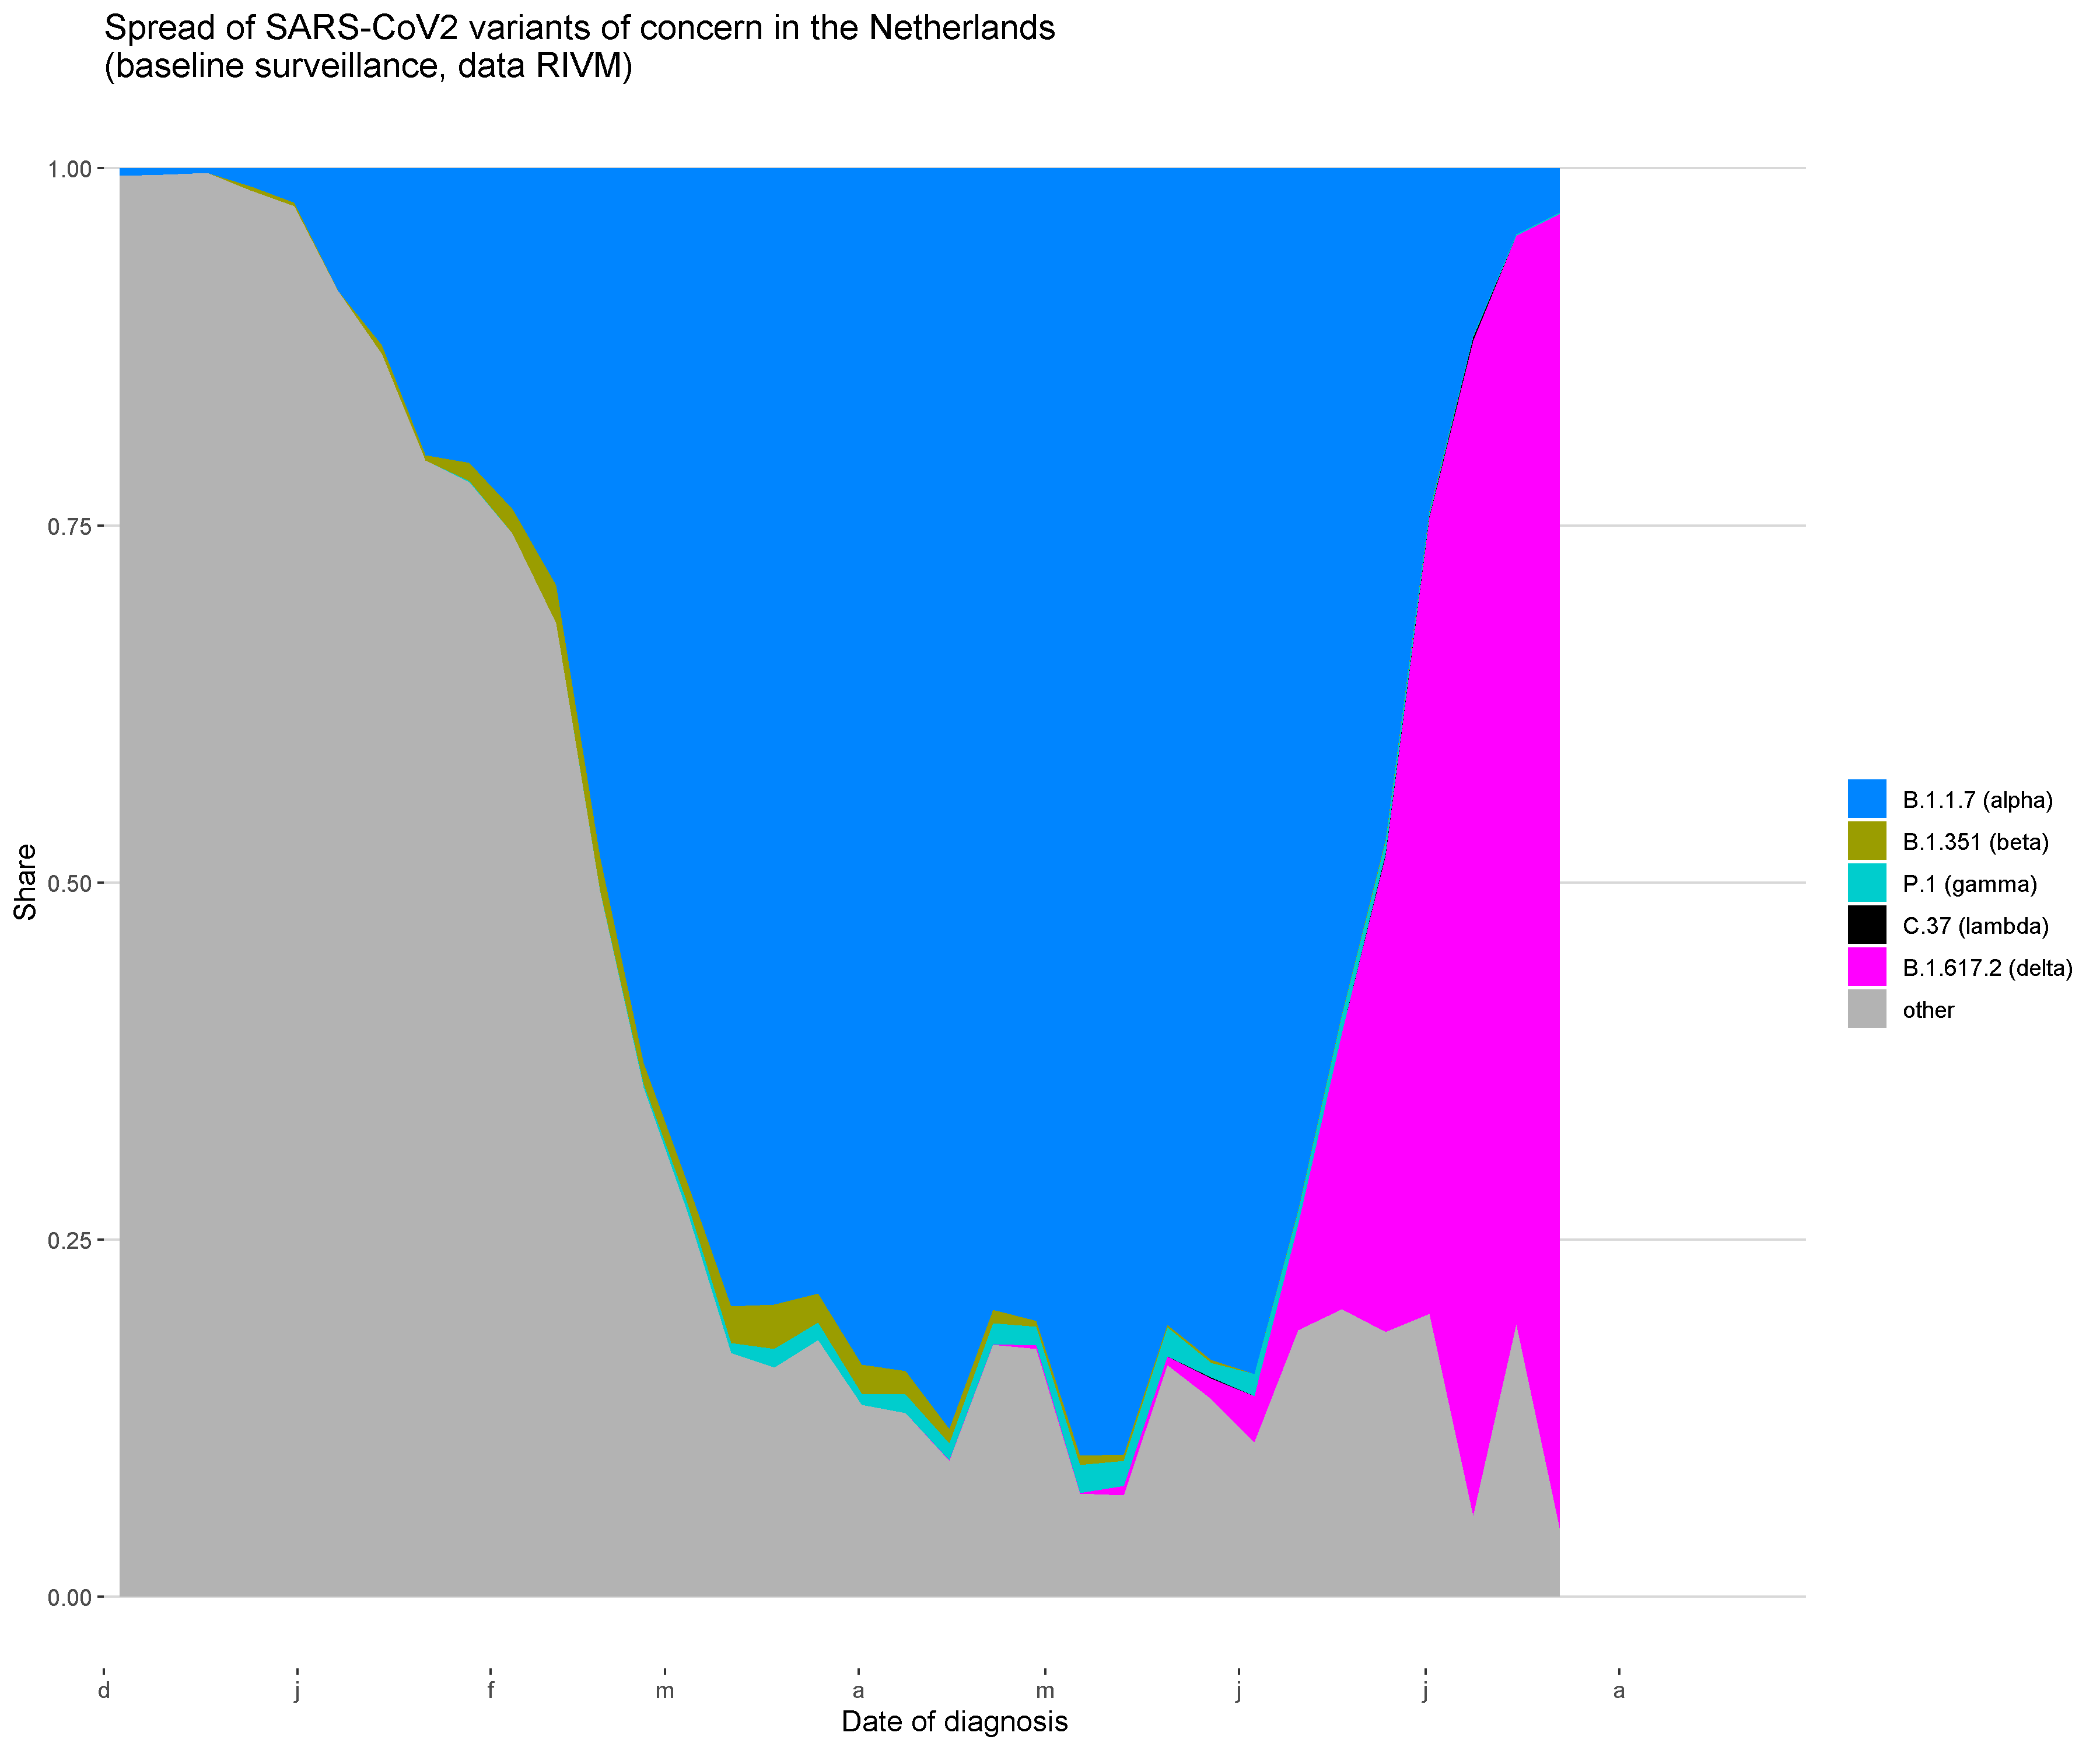 Spread of SARS-CoV2 variants of concern in the Netherlands
(baseline surveillance, data RIVM)
1.00
0.75
0.50
0.25
0.00
Share
d j f m a m j j a
Date of diagnosis
B.1.1.7 (alpha)
B.1.351 (beta)
P.1 (gamma)
C.37 (lambda)
B.1.617.2 (delta)
other